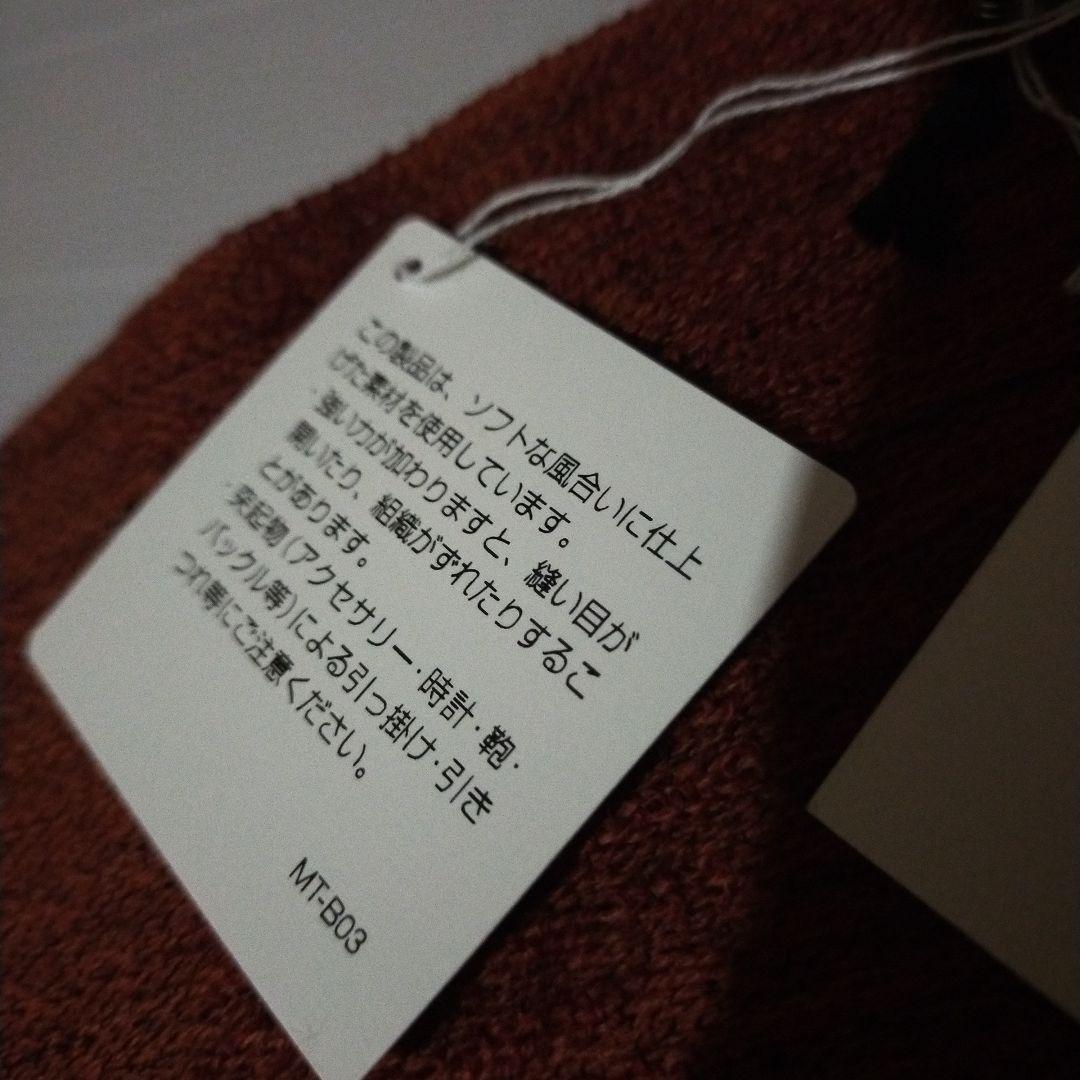 この製品は、ソフトな風合いに仕上
げた素材を使用しています。
・強い力が加わりますと、縫い目が
開いたり、組織がずれたりするこ
とがあります。
・突起物(アクセサリー・時計・鞄・
バックル等)による引っ掛け・引き
つれ等にご注意ください。
MT-B03